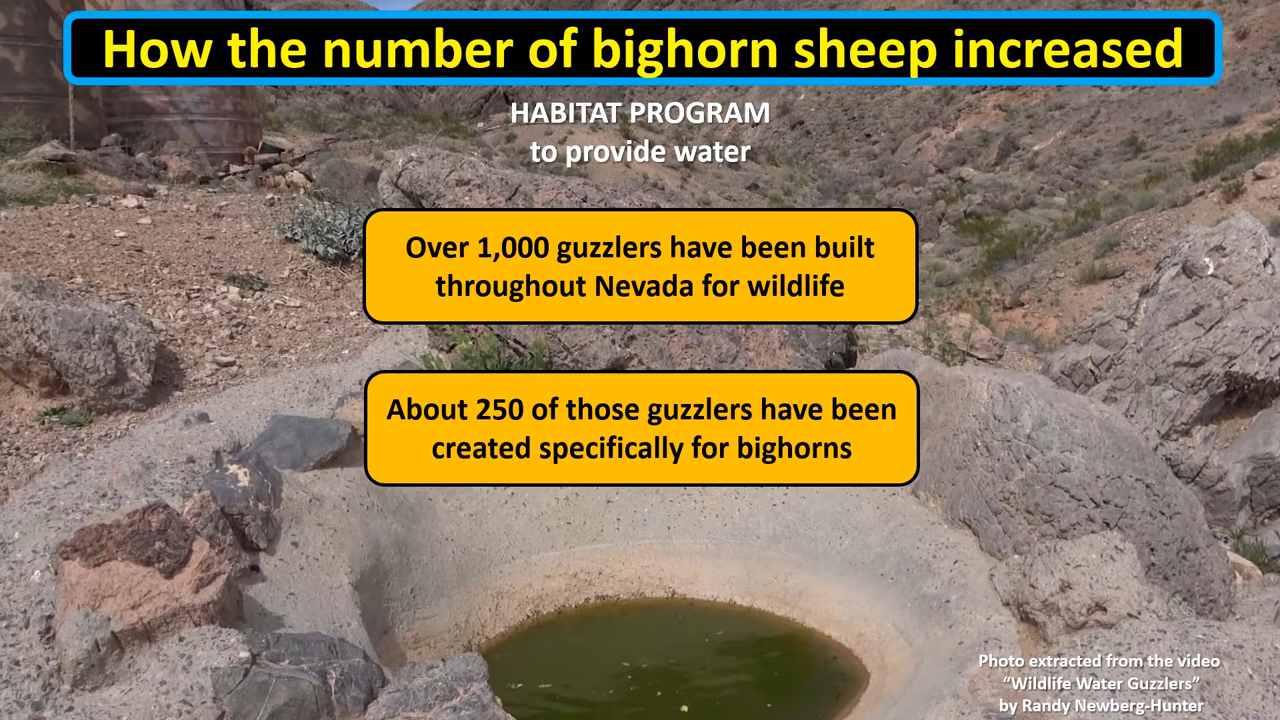 How the number of bighorn sheep increased
HABITAT PROGRAM
to provide water
Over 1,000 guzzlers have been built
throughout Nevada for wildlife
About 250 of those guzzlers have been
created specifically for bighorns
Photo extracted from the video
“Wildlife Water Guzzlers”
by Randy Newberg-Hunter